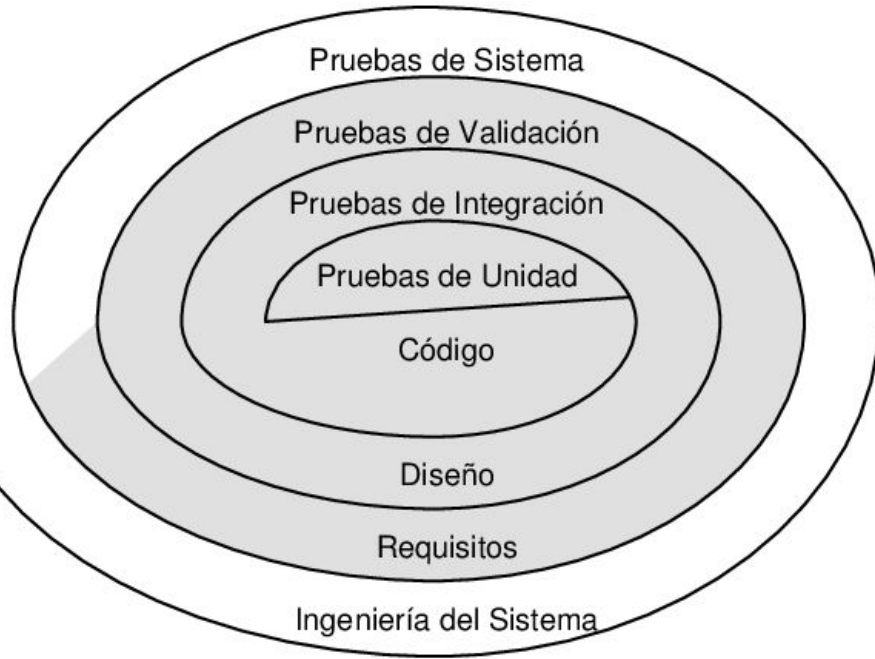 Pruebas de Sistema
Pruebas de Validación
Pruebas de Integración
Pruebas de Unidad
Código
Diseño
Requisitos
Ingeniería del Sistema